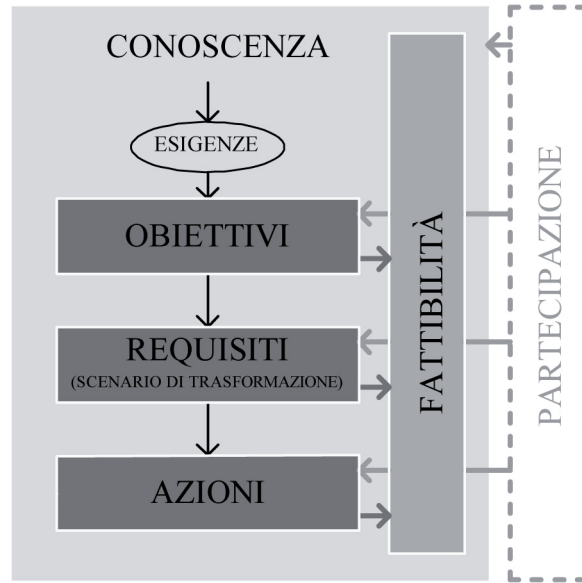 CONOSCENZA
ESIGENZE
OBIETTIVI
REQUISITI
(SCENARIO DI TRASFORMAZIONE)
AZIONI
FATTIBILITÀ
PARTECIPAZIONE